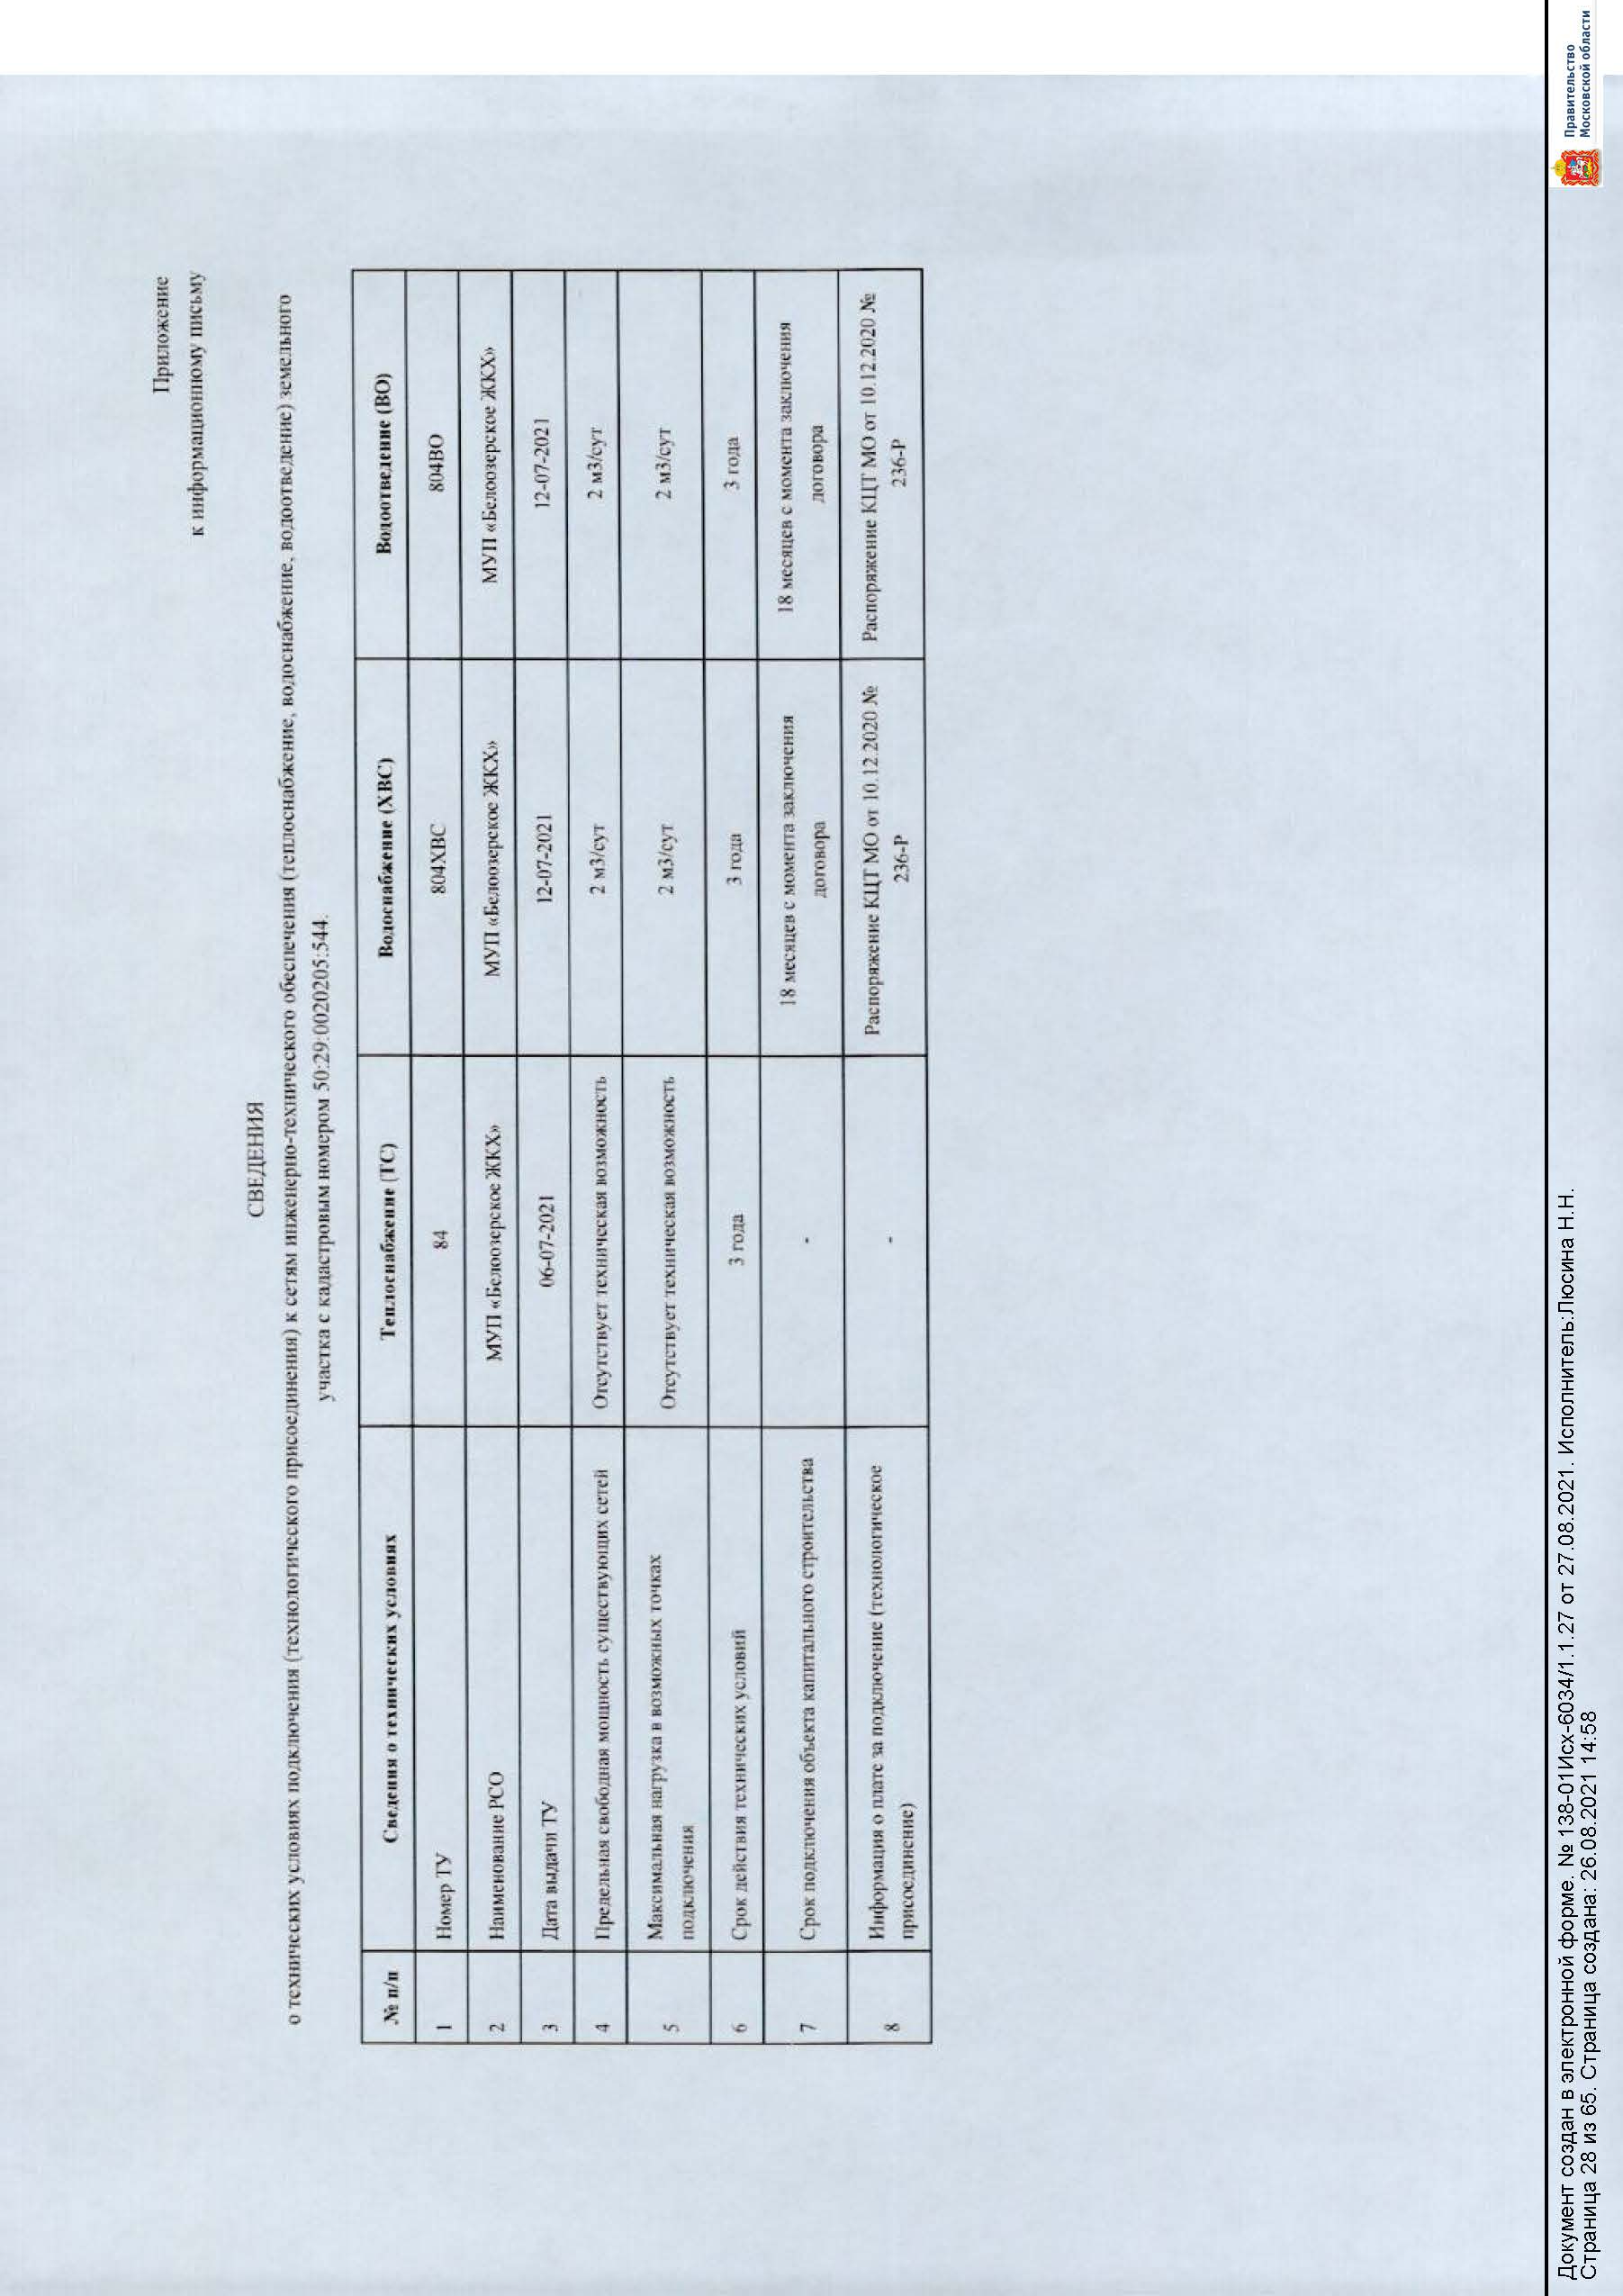 Приложение
к информационному письму
СВЕДЕНИЯ
о технических условиях подключения (технологического присоединения) к сетям инженерно-технического обеспечения (теплоснабжение, водоснабжение, водоснабжение, водоотведение) земельного
участка с кадастровым номером 50:29:0020205:544.
№ п/п Сведения о технических условиях Теплоснабжение (ТС) Водоснабжение (ХВС) Водоотведение (ВО)
1 Номер ТУ 84 804ХВС 804ВО
2 Наименование РСО МУП «Белоозерское ЖКХ» МУП «Белоозерское ЖКХ» МУП «Белоозерское ЖКХ»
3 Дата выдачи ТУ 06-07-2021 12-07-2021 12-07-2021
4 Предельная свободная мощность существующих сетей Отсутствует техническая возможность 2 м3/сут 2 м3/сут
5 Максимальная нагрузка в возможных точках Отсутствует техническая возможность 2 м3/сут 2 м3/сут
подключения
6 Срок действия технических условий 3 года 3 года 3 года
7 Срок подключения объекта капитального строительства - 18 месяцев с момента заключения 18 месяцев с момента заключения
договора договора
8 Информация о плате за подключение (технологическое - Распоряжение КЦТ МО от 10.12.2020 № Распоряжение КЦТ МО от 10.12.2020 №
присоединение) 236-Р 236-Р
Документ создан в электронной форме. № 138-01Исх-6034/1.1.27 от 27.08.2021. Исполнитель:Люсина Н.Н.
Страница 28 из 65. Страница создана: 26.08.2021 14:58
Правительство
Московской области